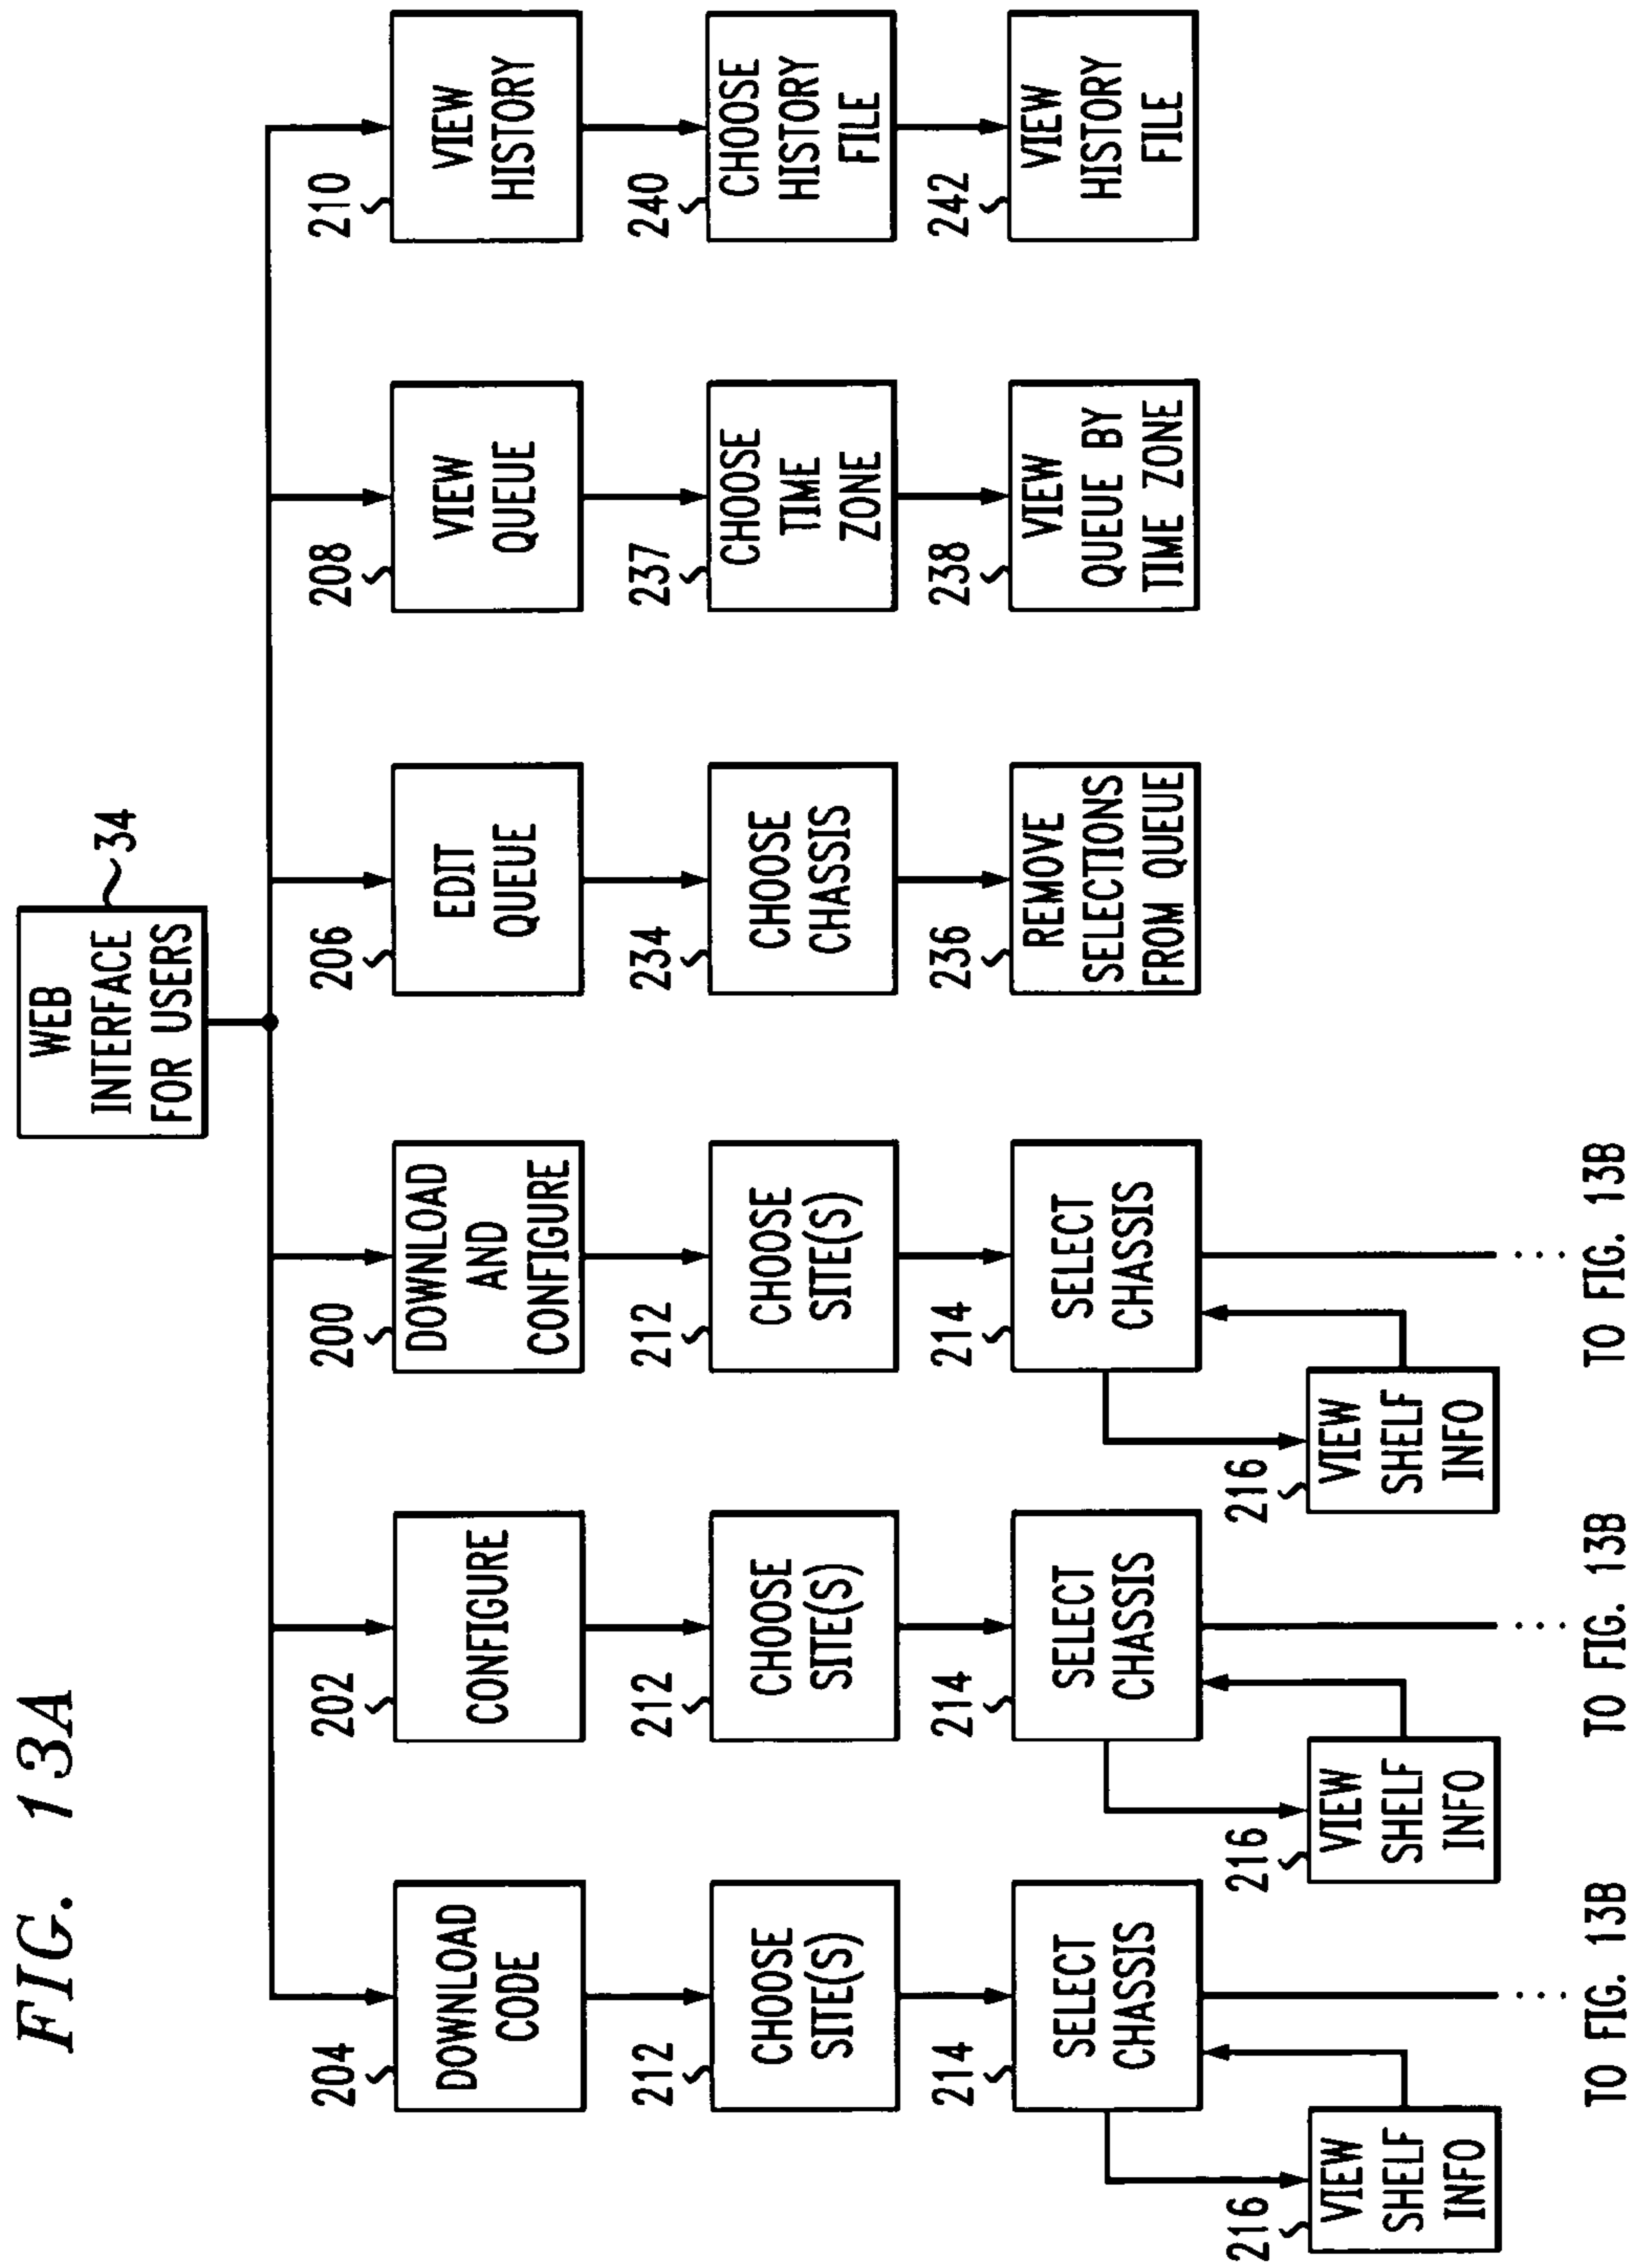 FIG. 13A
WEB
INTERFACE
FOR USERS
34
204
DOWNLOAD
CODE
202
CONFIGURE
200
DOWNLOAD
AND
CONFIGURE
206
EDIT
QUEUE
208
VIEW
QUEUE
210
VIEW
HISTORY
212
CHOOSE
SITE(S)
212
CHOOSE
SITE(S)
212
CHOOSE
SITE(S)
234
CHOOSE
CHASSIS
237
CHOOSE
TIME
ZONE
240
CHOOSE
HISTORY
FILE
214
SELECT
CHASSIS
214
SELECT
CHASSIS
214
SELECT
CHASSIS
236
REMOVE
SELECTIONS
FROM QUEUE
238
VIEW
QUEUE BY
TIME ZONE
242
VIEW
HISTORY
FILE
216
VIEW
SHELF
INFO
216
VIEW
SHELF
INFO
216
VIEW
SHELF
INFO
TO FIG. 13B
TO FIG. 13B
TO FIG. 13B